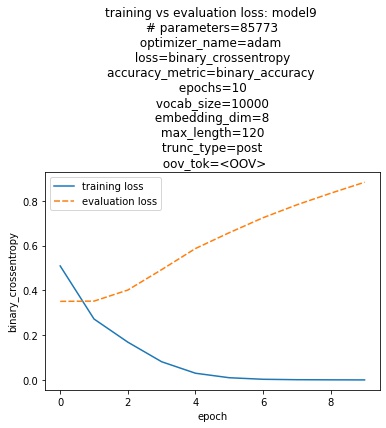 training vs evaluation loss: model9
# parameters=85773
optimizer_name=adam
loss=binary_crossentropy
accuracy_metric=binary_accuracy
epochs=10
vocab_size=10000
embedding_dim=8
max_length=120
trunc_type=post
oov_tok=<OOV>
training loss
evaluation loss
0.8
0.6
0.4
0.2
0.0
binary_crossentropy
0 2 4 6 8
epoch